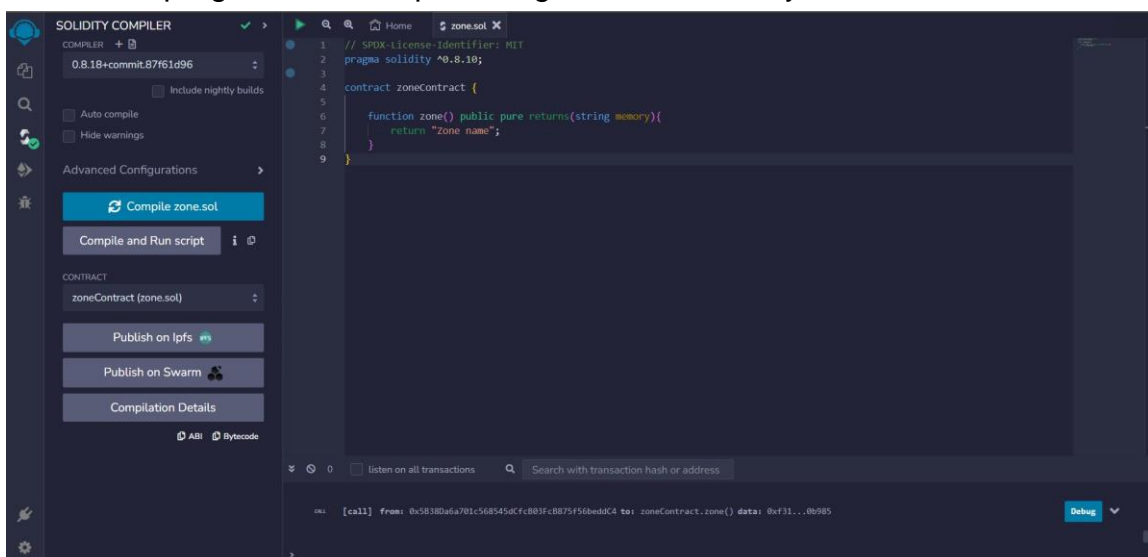 SOLIDITY COMPILER
COMPILER +
0.8.18+commit.87f61d96
Include nightly builds
Auto compile
Hide warnings
Advanced Configurations
Compile zone.sol
Compile and Run script i
CONTRACT
zoneContract (zone.sol)
Publish on Ipfs
Publish on Swarm
Compilation Details
ABI Bytecode
Home zone.sol
1 // SPDX-License-Identifier: MIT
2 pragma solidity ^0.8.10;
3
4 contract zoneContract {
5
6 function zone() public pure returns(string memory){
7 return "Zone name";
8 }
9 }
0 listen on all transactions Search with transaction hash or address
CALL [call] from: 0x5B38Da6a701c568545dCfcB03FcB875f56beddC4 to: zoneContract.zone() data: 0xf31...0b985 Debug
>